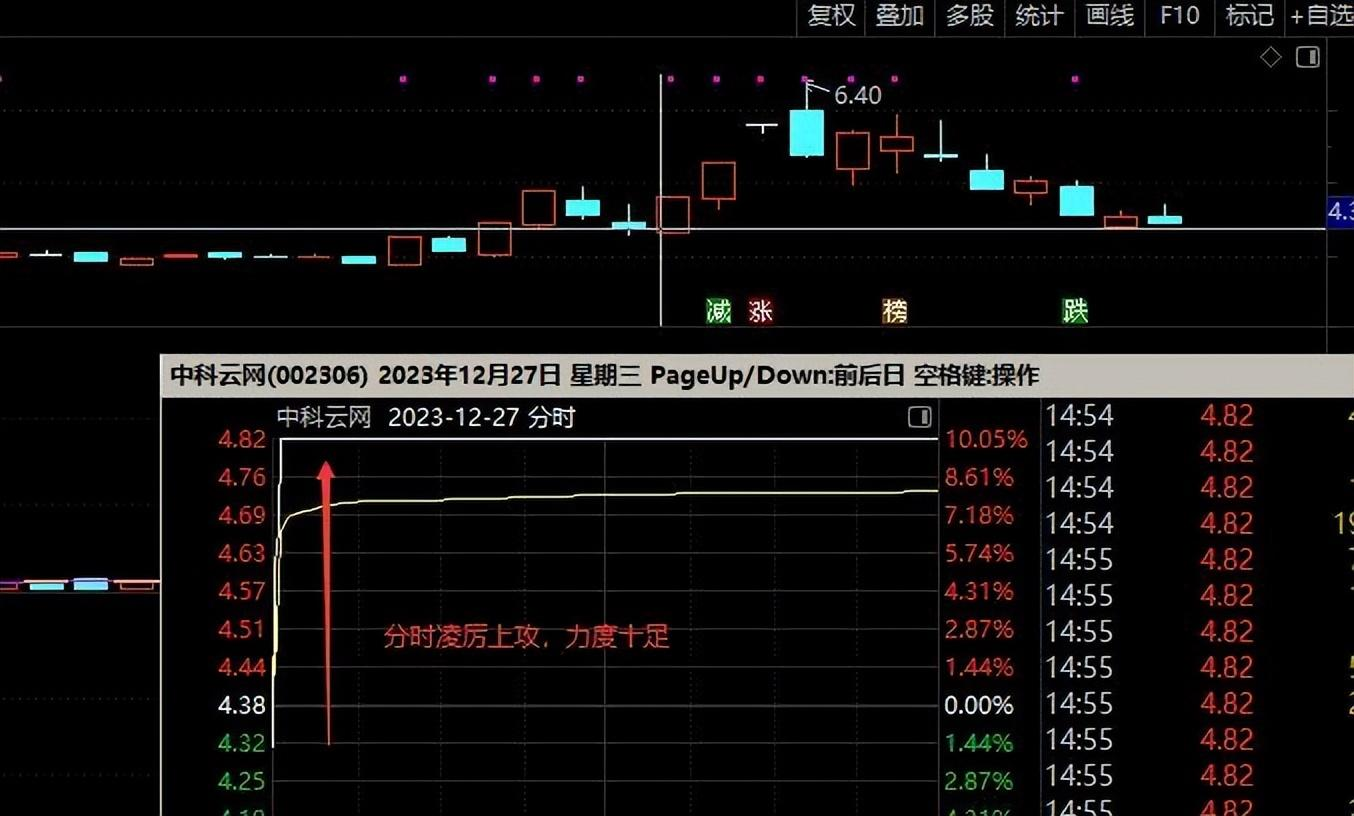 复权 叠加 多股 统计 画线 F10 标记 +自选
6.40
4.3
减 涨 榜 跌
中科云网(002306) 2023年12月27日 星期三 PageUp/Down:前后日 空格键:操作
中科云网 2023-12-27 分时
4.82 10.05% 14:54 4.82
4.76 8.61% 14:54 4.82
4.69 7.18% 14:54 4.82
14:54 4.82 19
4.63 5.74% 14:55 4.82
4.57 4.31% 14:55 4.82
4.51 2.87% 14:55 4.82
分时凌厉上攻，力度十足
4.44 1.44% 14:55 4.82
4.38 0.00% 14:55 4.82
4.32 1.44% 14:55 4.82
4.25 2.87% 14:55 4.82
14:55 4.82